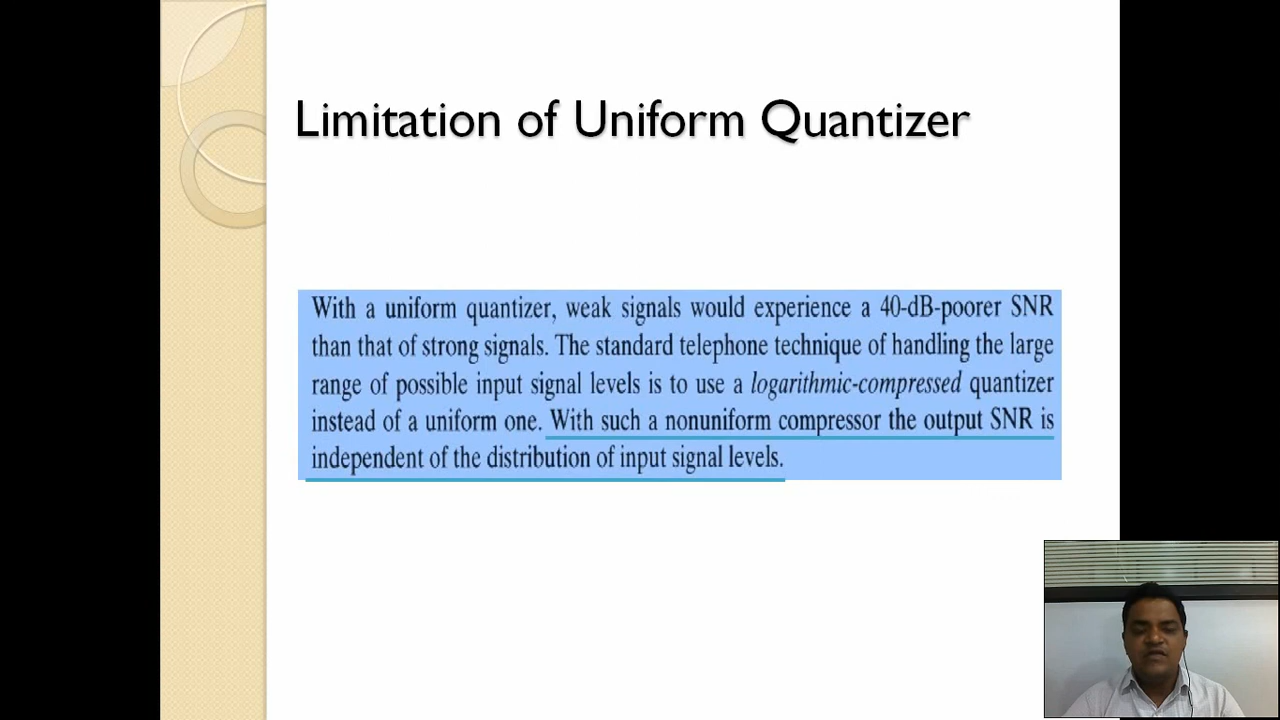 Limitation of Uniform Quantizer
With a uniform quantizer, weak signals would experience a 40-dB-poorer SNR
than that of strong signals. The standard telephone technique of handling the large
range of possible input signal levels is to use a logarithmic-compressed quantizer
instead of a uniform one. With such a nonuniform compressor the output SNR is
independent of the distribution of input signal levels.